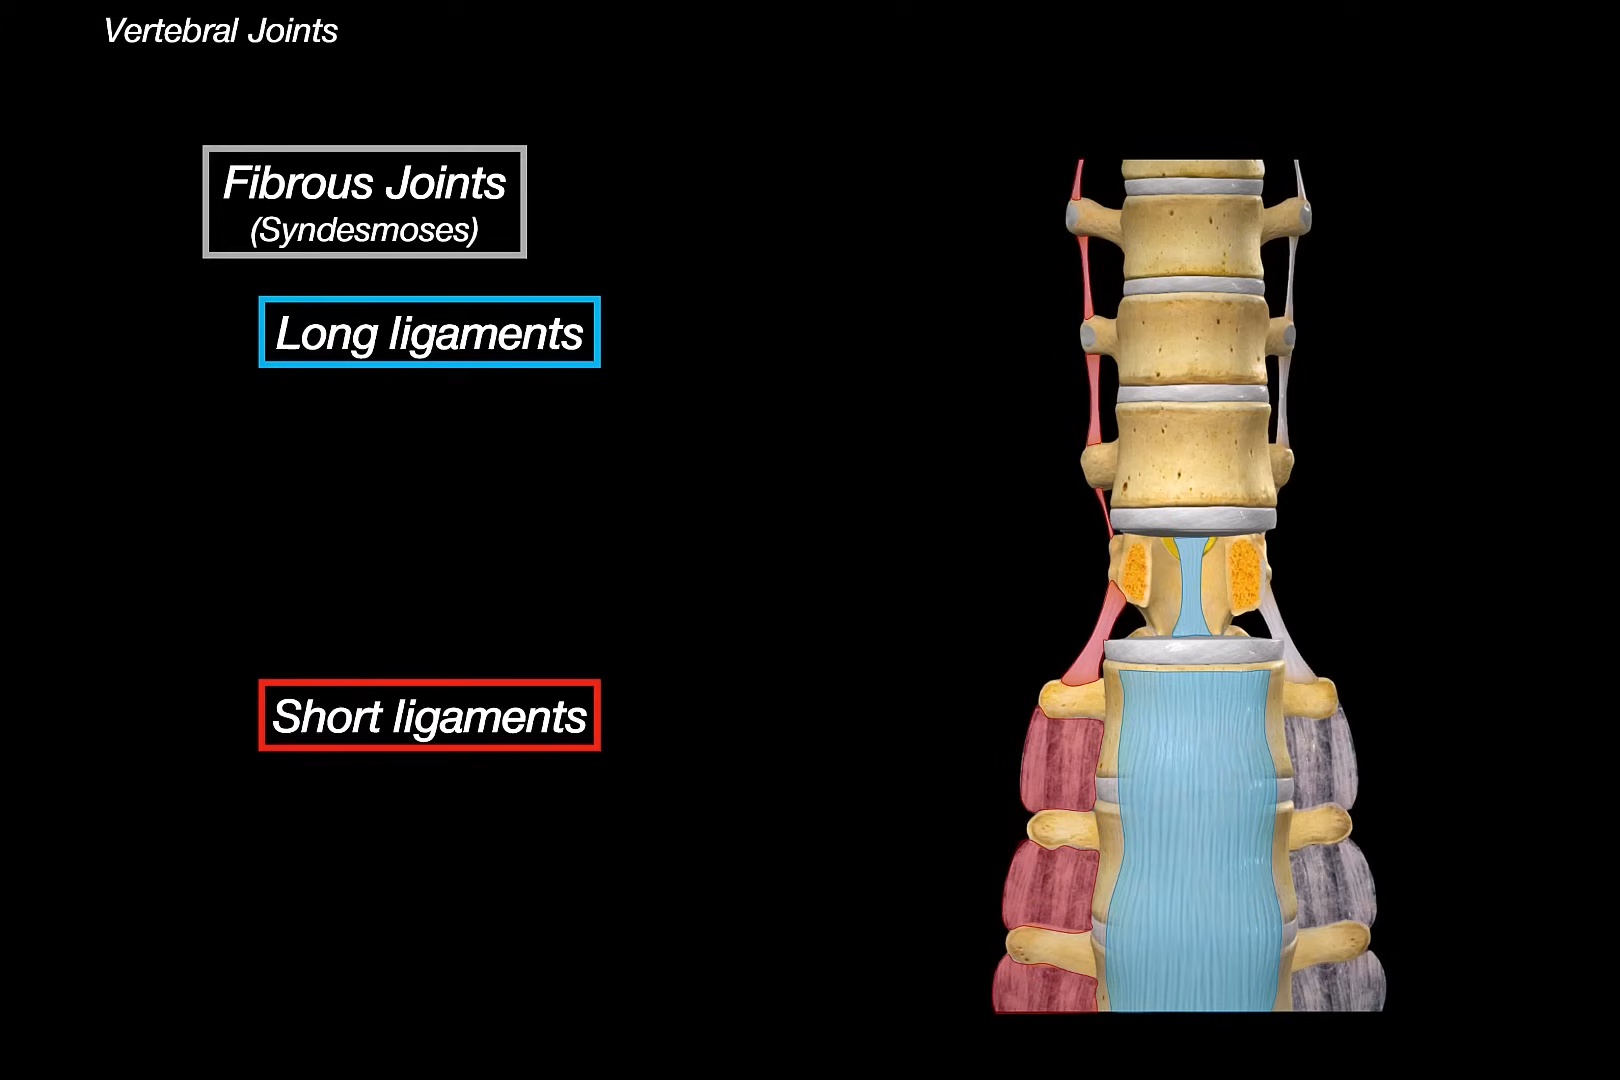 Vertebral Joints
Fibrous Joints
(Syndesmoses)
Long ligaments
Short ligaments